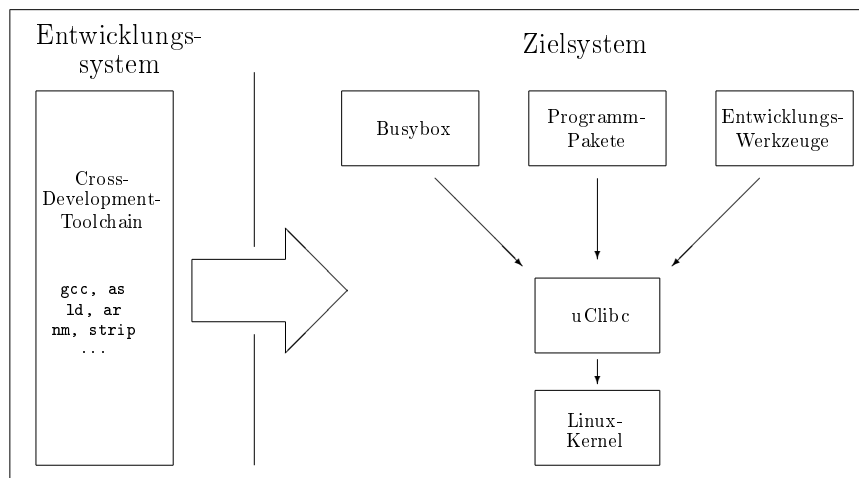 Entwicklungs-
system
Zielsystem
Cross-
Development-
Toolchain
gcc, as
ld, ar
nm, strip
...
Busybox
Programm-
Pakete
Entwicklungs-
Werkzeuge
uClibc
Linux-
Kernel